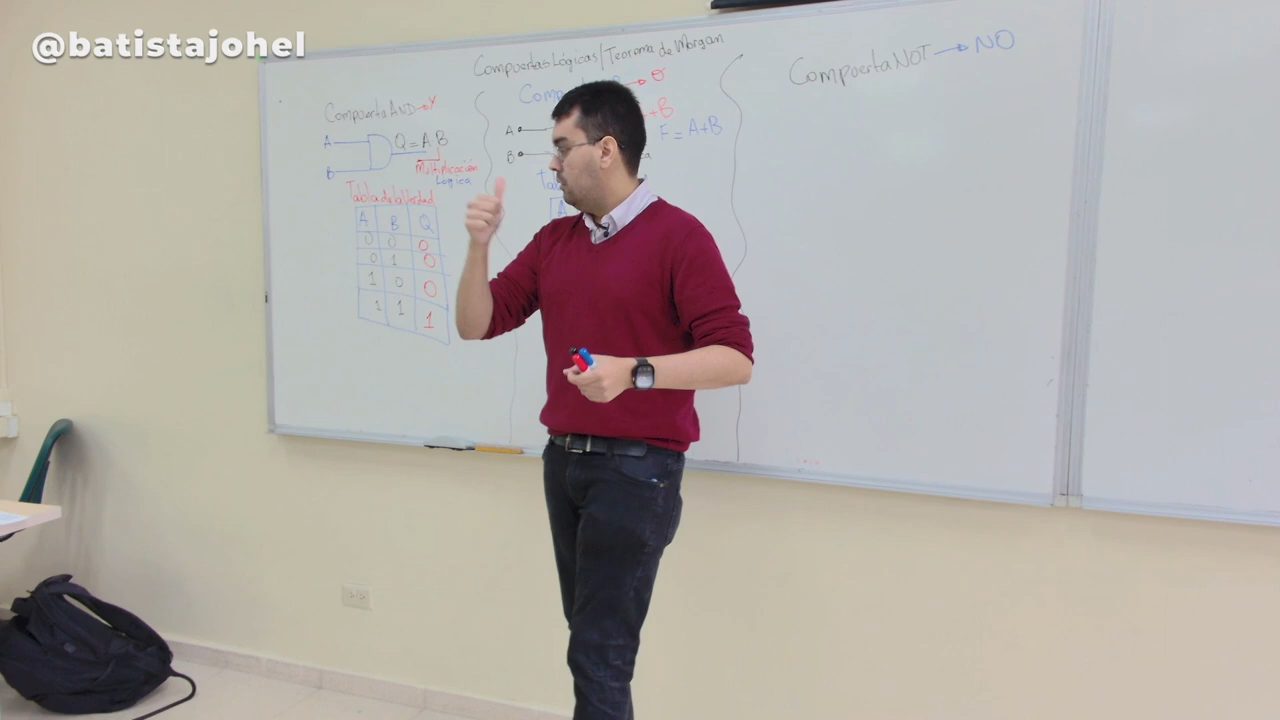 @batistajohel
Compuertas Lógicas/Teorema de Morgan
Compuerta AND→Y
A
B
Q=A.B
Multiplicación
Lógica
Tabla de la Verdad
A B Q
0 0 0
0 1 0
1 0 0
1 1 1
→O
A
B
+B
F=A+B
A
Compuerta NOT→NO